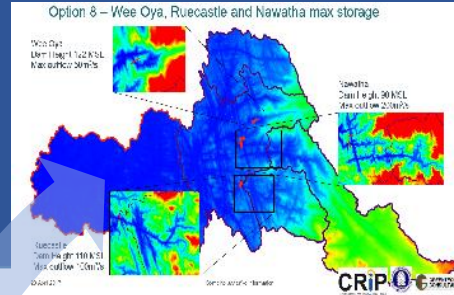 Option 8 – Wee Oya, Ruecastle and Nawatha max storage
Wee Oya
Dam Height 122 MSL
Max outflow 50m³/s
Nawatha
Dam Height 90 MSL
Max outflow 200m³/s
Ruecastle
Dam Height 110 MSL
Max outflow 100m³/s
CRiP